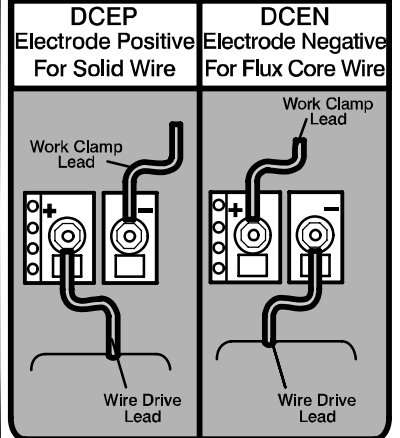 DCEP
Electrode Positive
For Solid Wire
DCEN
Electrode Negative
For Flux Core Wire
Work Clamp
Lead
+
−
Wire Drive
Lead
Work Clamp
Lead
+
−
Wire Drive
Lead